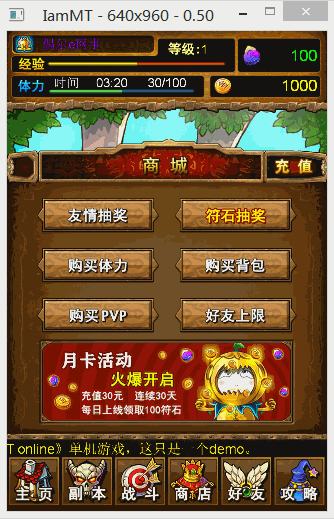 IamMT - 640x960 - 0.50
等级:1
100
经验
体力 时间 03:20 30/100
1000
商城
充值
友情抽奖 符石抽奖
购买体力 购买背包
购买PVP 好友上限
月卡活动
火爆开启
充值30元 连续30天
每日上线领取100符石
T online》单机游戏，这只是一个demo。
主页 副本 战斗 商店 好友 攻略